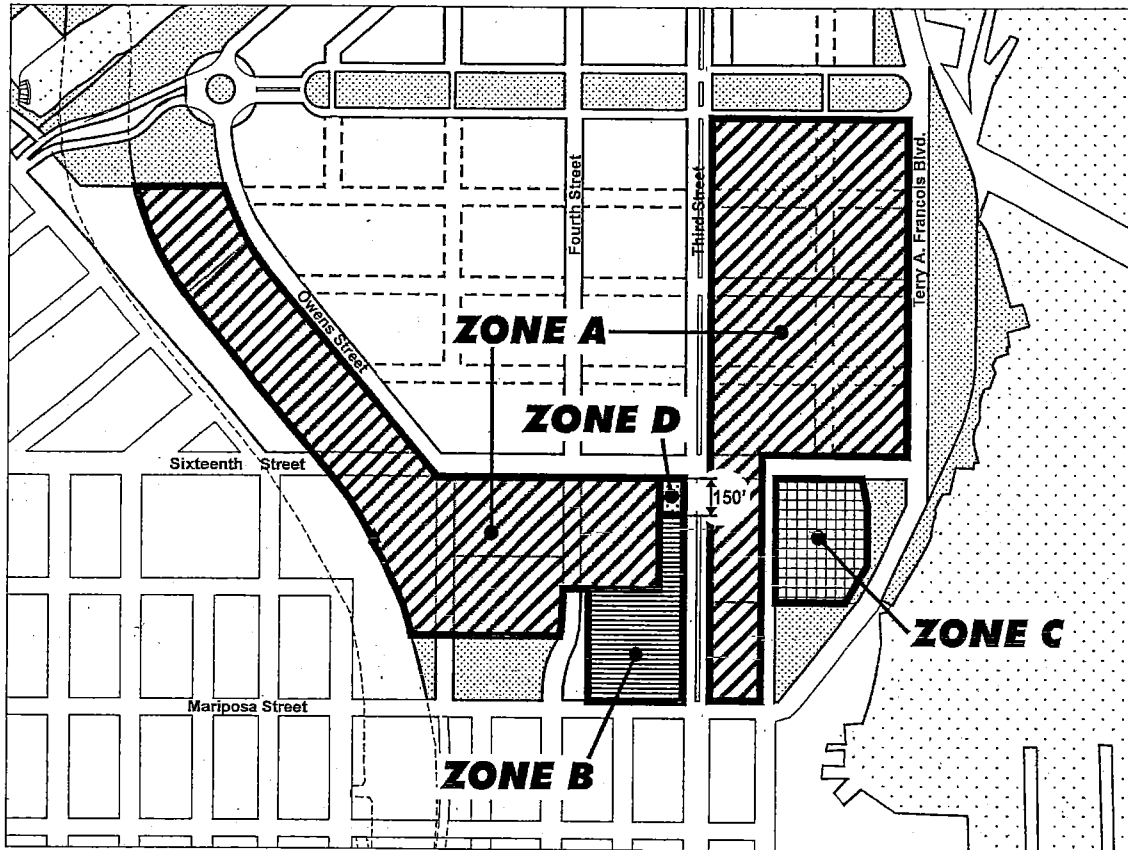 Fourth Street
Third Street
Terry A. Francois Blvd.
Owens Street
ZONE A
ZONE D
Sixteenth Street
150'
ZONE C
Mariposa Street
ZONE B